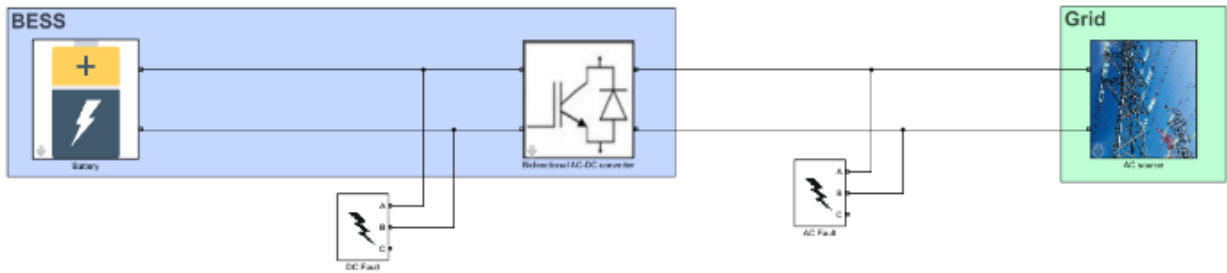 BESS
Grid
Battery
Bidirectional AC-DC converter
AC source
A
B
C
DC Fault
A
B
C
AC Fault